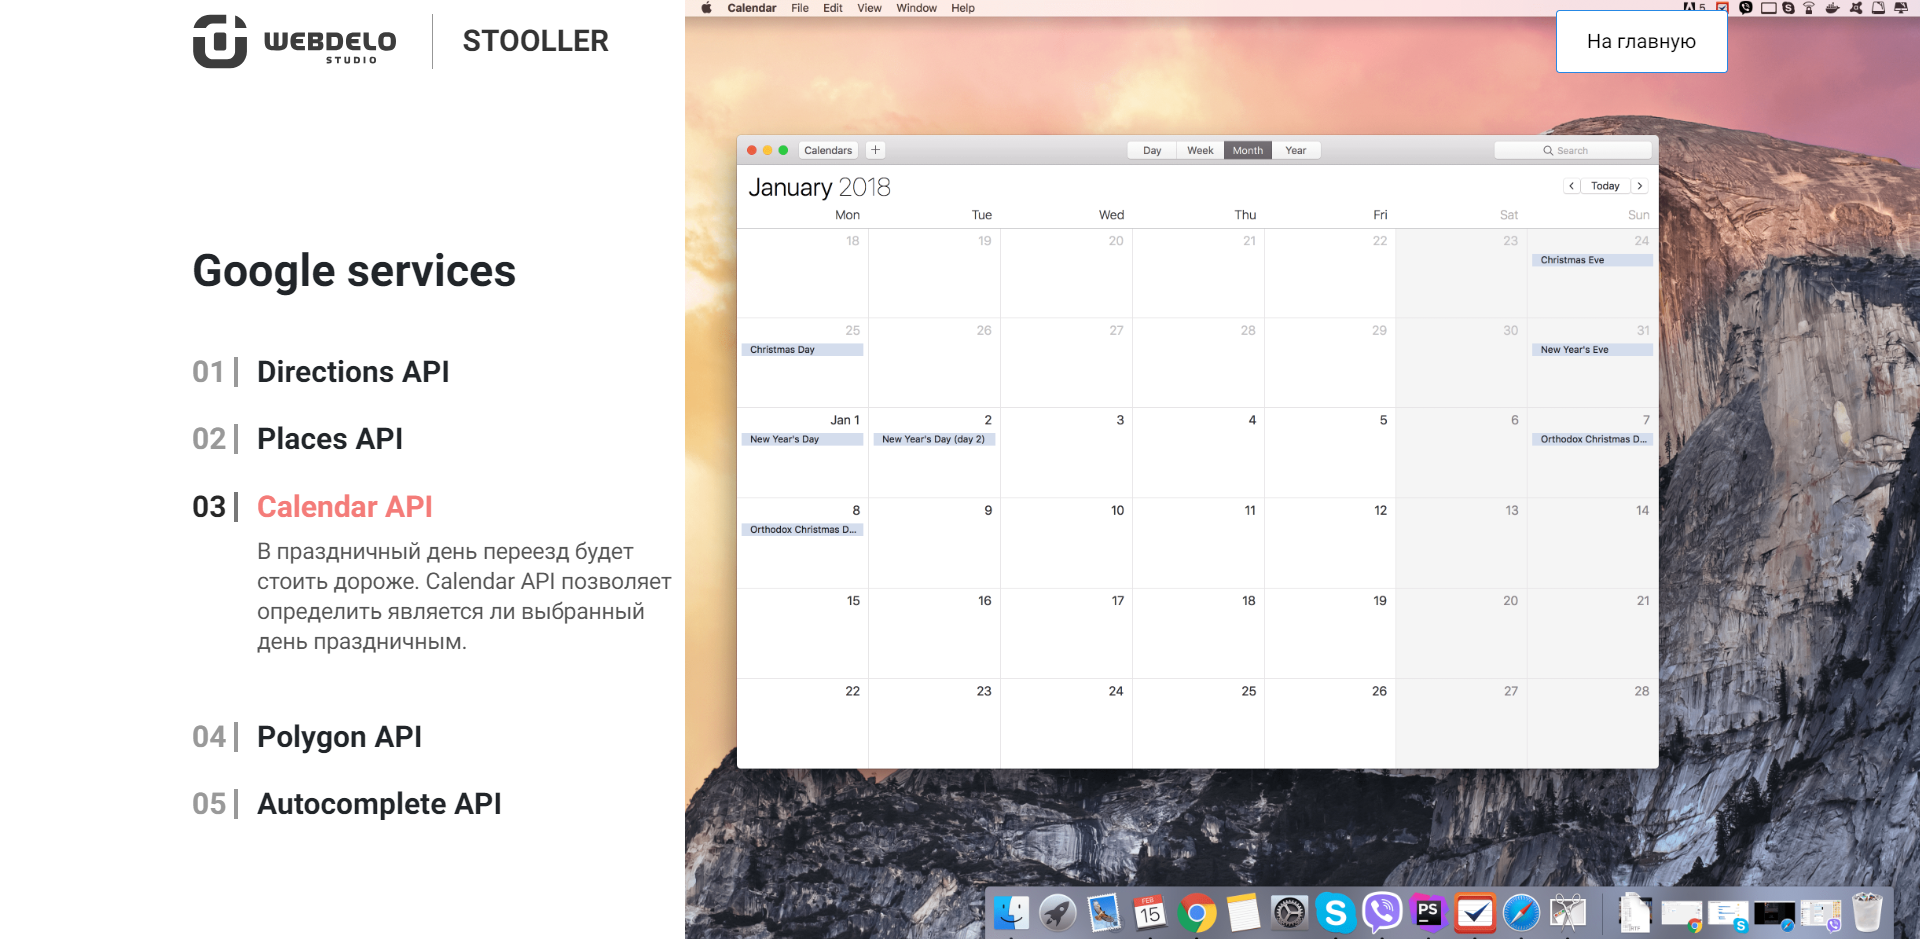 WEBDELO
STUDIO
STOOLLER
Google services
01 Directions API
02 Places API
03 Calendar API
В праздничный день переезд будет
стоить дороже. Calendar API позволяет
определить является ли выбранный
день праздничным.
04 Polygon API
05 Autocomplete API
Calendar File Edit View Window Help
5
На главную
Calendars + Day Week Month Year Search
January 2018
< Today >
Mon Tue Wed Thu Fri Sat Sun
18 19 20 21 22 23 24
Christmas Eve
25 26 27 28 29 30 31
Christmas Day New Year's Eve
Jan 1 2 3 4 5 6 7
New Year's Day New Year's Day (day 2) Orthodox Christmas D...
8 9 10 11 12 13 14
Orthodox Christmas D...
15 16 17 18 19 20 21
22 23 24 25 26 27 28
FEB
15
PS